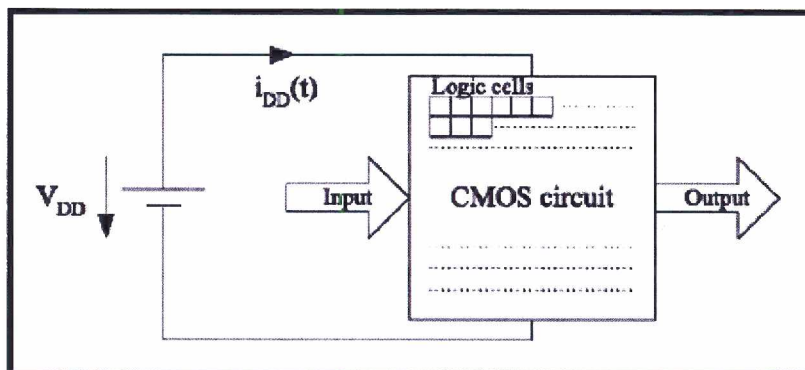 i_DD(t)
Logic cells
V_DD
Input
CMOS circuit
Output